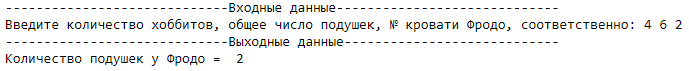 -----------------------------Входные данные-----------------------------
Введите количество хоббитов, общее число подушек, № кровати Фродо, соответственно: 4 6 2
-----------------------------Выходные данные----------------------------
Количество подушек у Фродо =  2